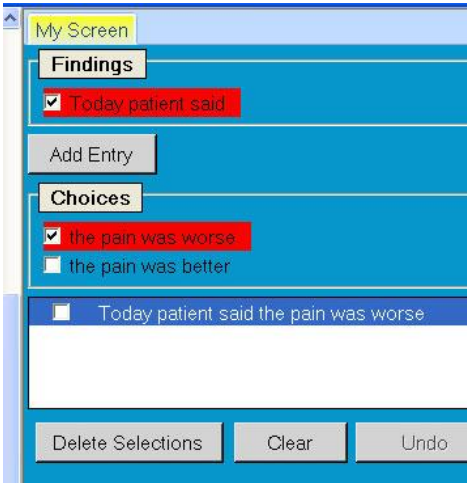 My Screen
Findings
Today patient said
Add Entry
Choices
the pain was worse
the pain was better
Today patient said the pain was worse
Delete Selections Clear Undo